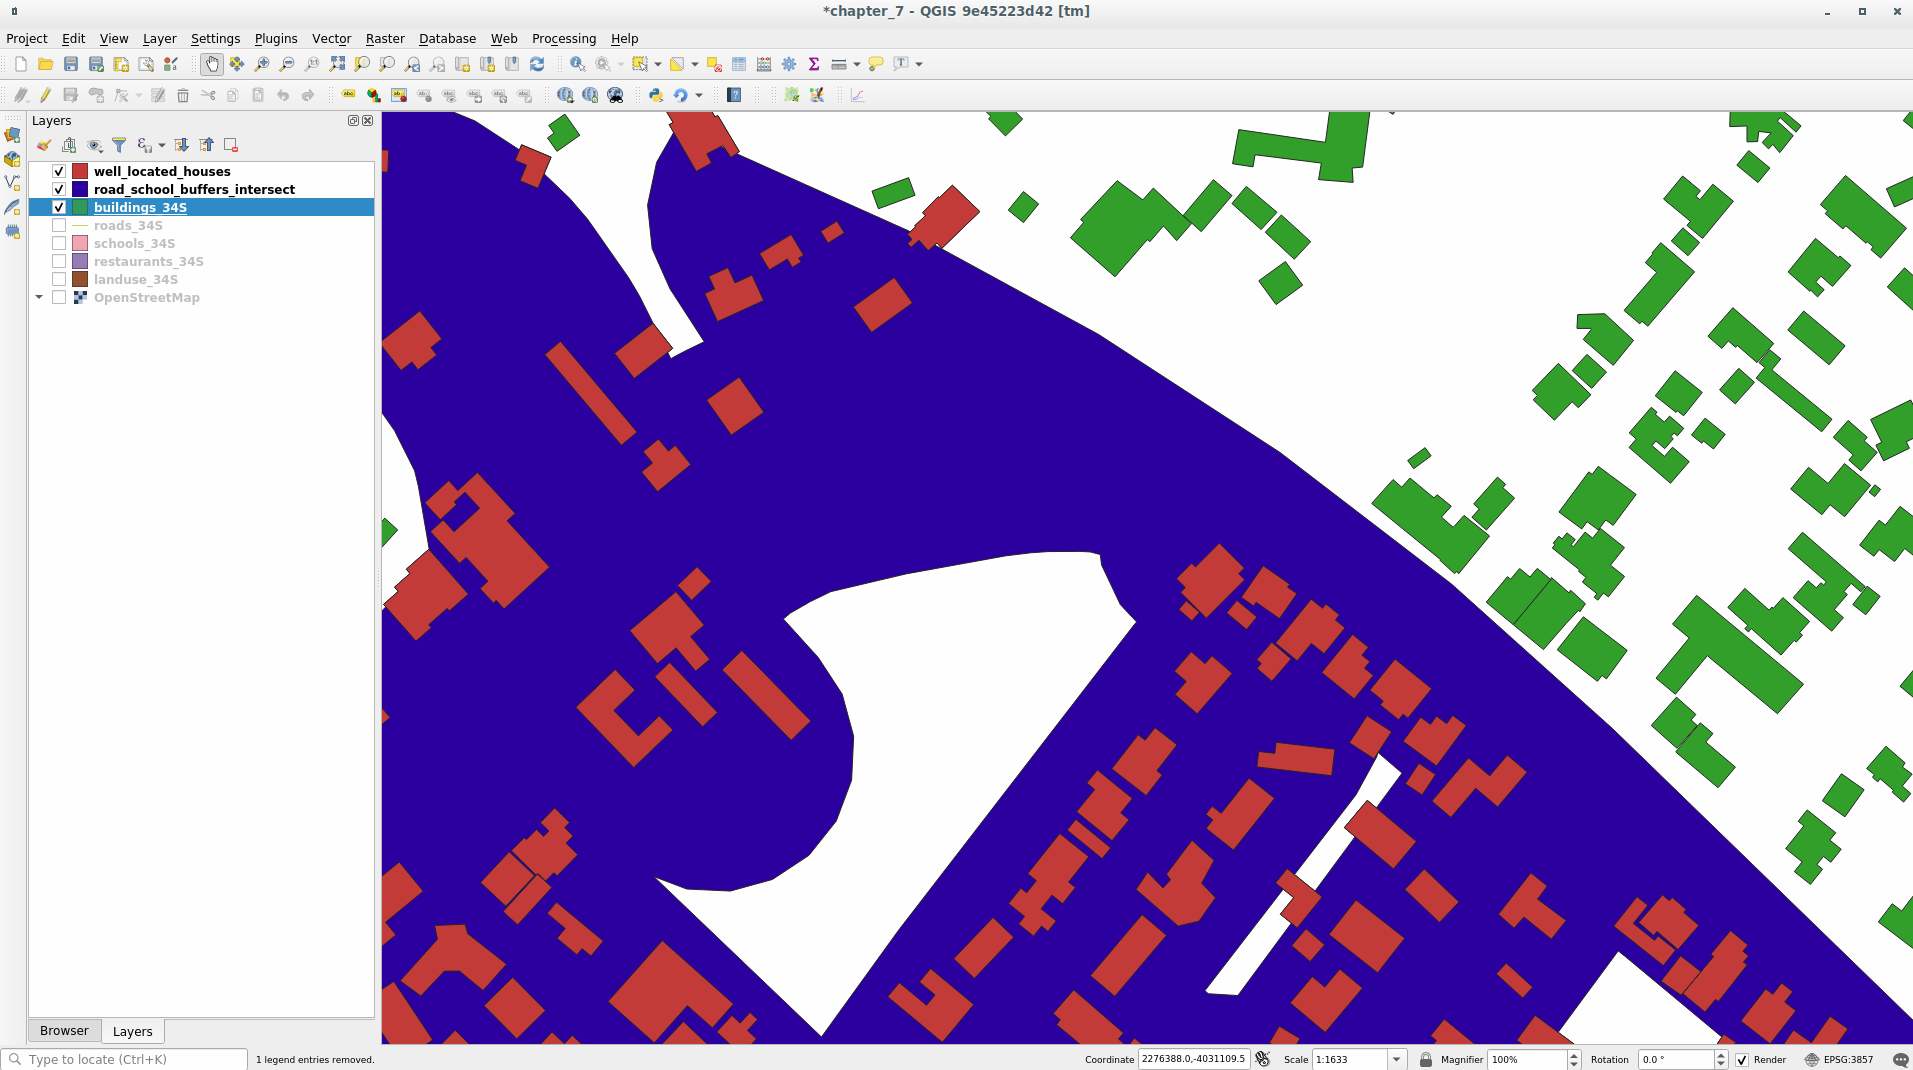 *chapter_7 - QGIS 9e45223d42 [tm]
Project Edit View Layer Settings Plugins Vector Raster Database Web Processing Help
Layers
well_located_houses
road_school_buffers_intersect
buildings_34S
roads_34S
schools_34S
restaurants_34S
landuse_34S
OpenStreetMap
Browser Layers
Type to locate (Ctrl+K) 1 legend entries removed. Coordinate 2276388.0,-4031109.5 Scale 1:1633 Magnifier 100% Rotation 0.0 ° Render EPSG:3857